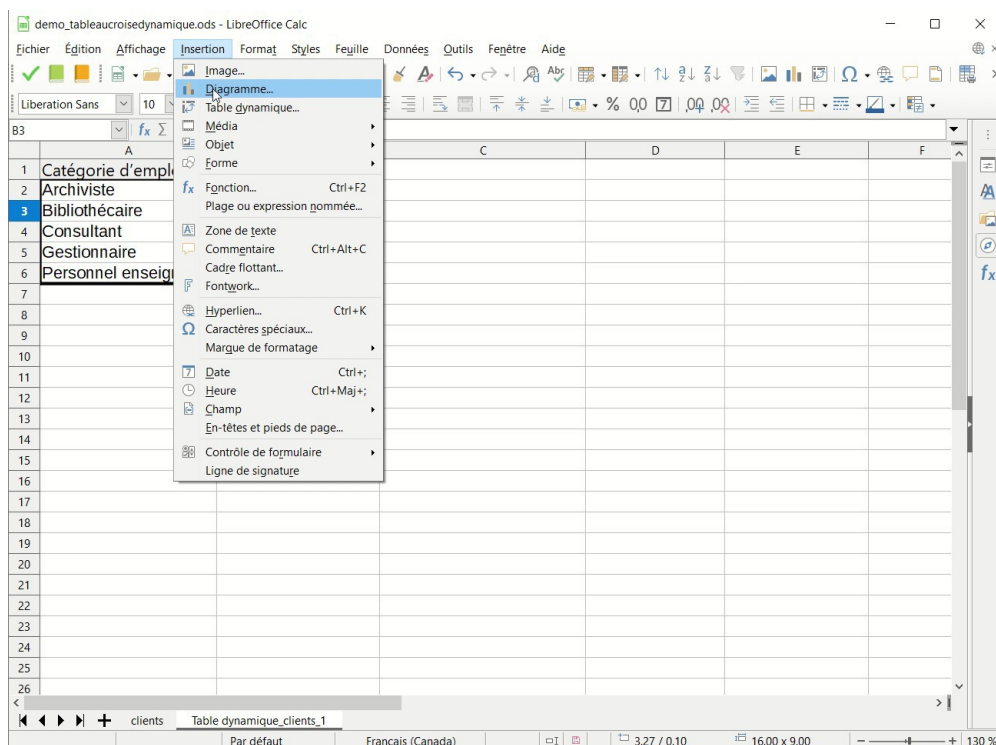 demo_tableaucroisedynamique.ods - LibreOffice Calc
Fichier Édition Affichage Insertion Format Styles Feuille Données Outils Fenêtre Aide
Liberation Sans 10
B3
A C D E F
Image...
Diagramme...
Table dynamique...
Média
Objet
Forme
Fonction... Ctrl+F2
Plage ou expression nommée...
Zone de texte
Commentaire Ctrl+Alt+C
Cadre flottant...
Fontwork...
Hyperlien... Ctrl+K
Caractères spéciaux...
Marque de formatage
Date Ctrl+;
Heure Ctrl+Maj+;
Champ
En-têtes et pieds de page...
Contrôle de formulaire
Ligne de signature
1 Catégorie d'empl
2 Archiviste
3 Bibliothécaire
4 Consultant
5 Gestionnaire
6 Personnel enseig
7
8
9
10
11
12
13
14
15
16
17
18
19
20
21
22
23
24
25
26
clients Table dynamique_clients_1
Par défaut Français (Canada) 3.27 / 0.10 16.00 x 9.00 130 %